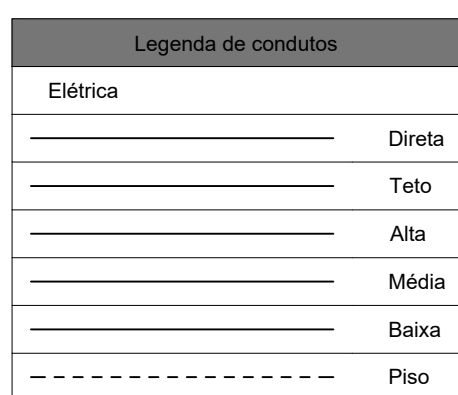 Legenda de condutos
Elétrica
Direta
Teto
Alta
Média
Baixa
Piso